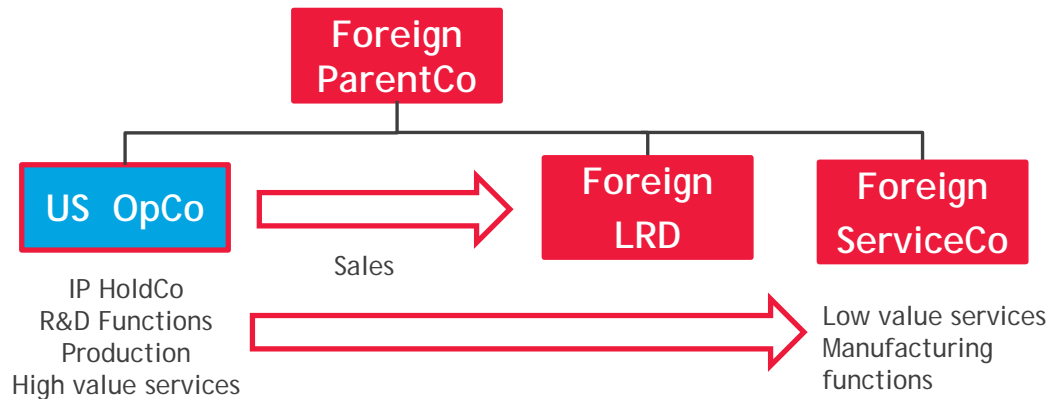 Foreign
ParentCo
US OpCo
Foreign
LRD
Foreign
ServiceCo
Sales
IP HoldCo
R&D Functions
Production
High value services
Low value services
Manufacturing
functions